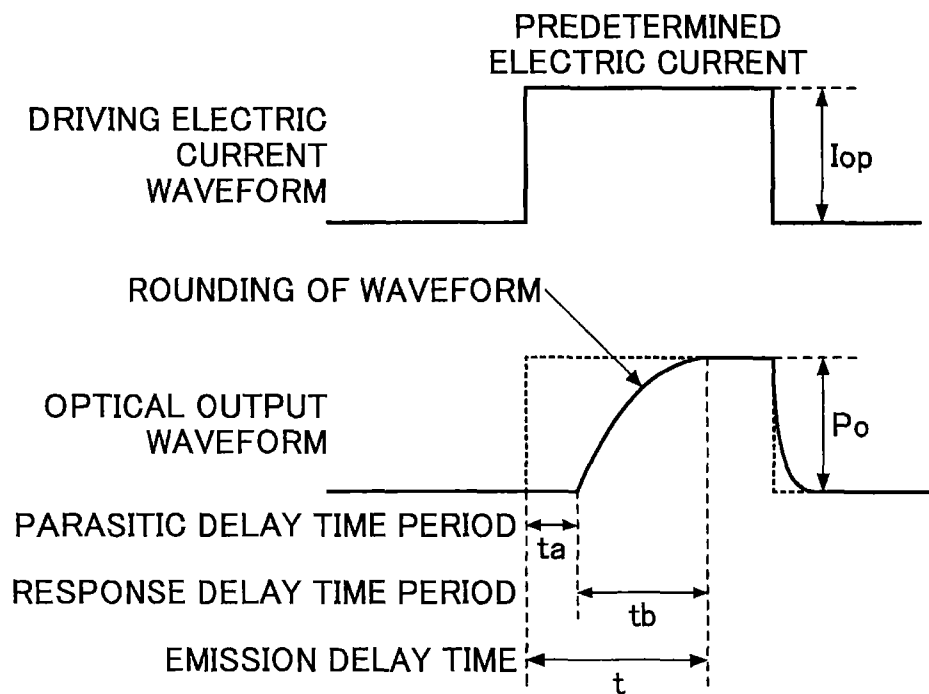 PREDETERMINED
ELECTRIC CURRENT
DRIVING ELECTRIC
CURRENT
WAVEFORM
Iop
ROUNDING OF WAVEFORM
OPTICAL OUTPUT
WAVEFORM
Po
PARASITIC DELAY TIME PERIOD
ta
RESPONSE DELAY TIME PERIOD
tb
EMISSION DELAY TIME
t